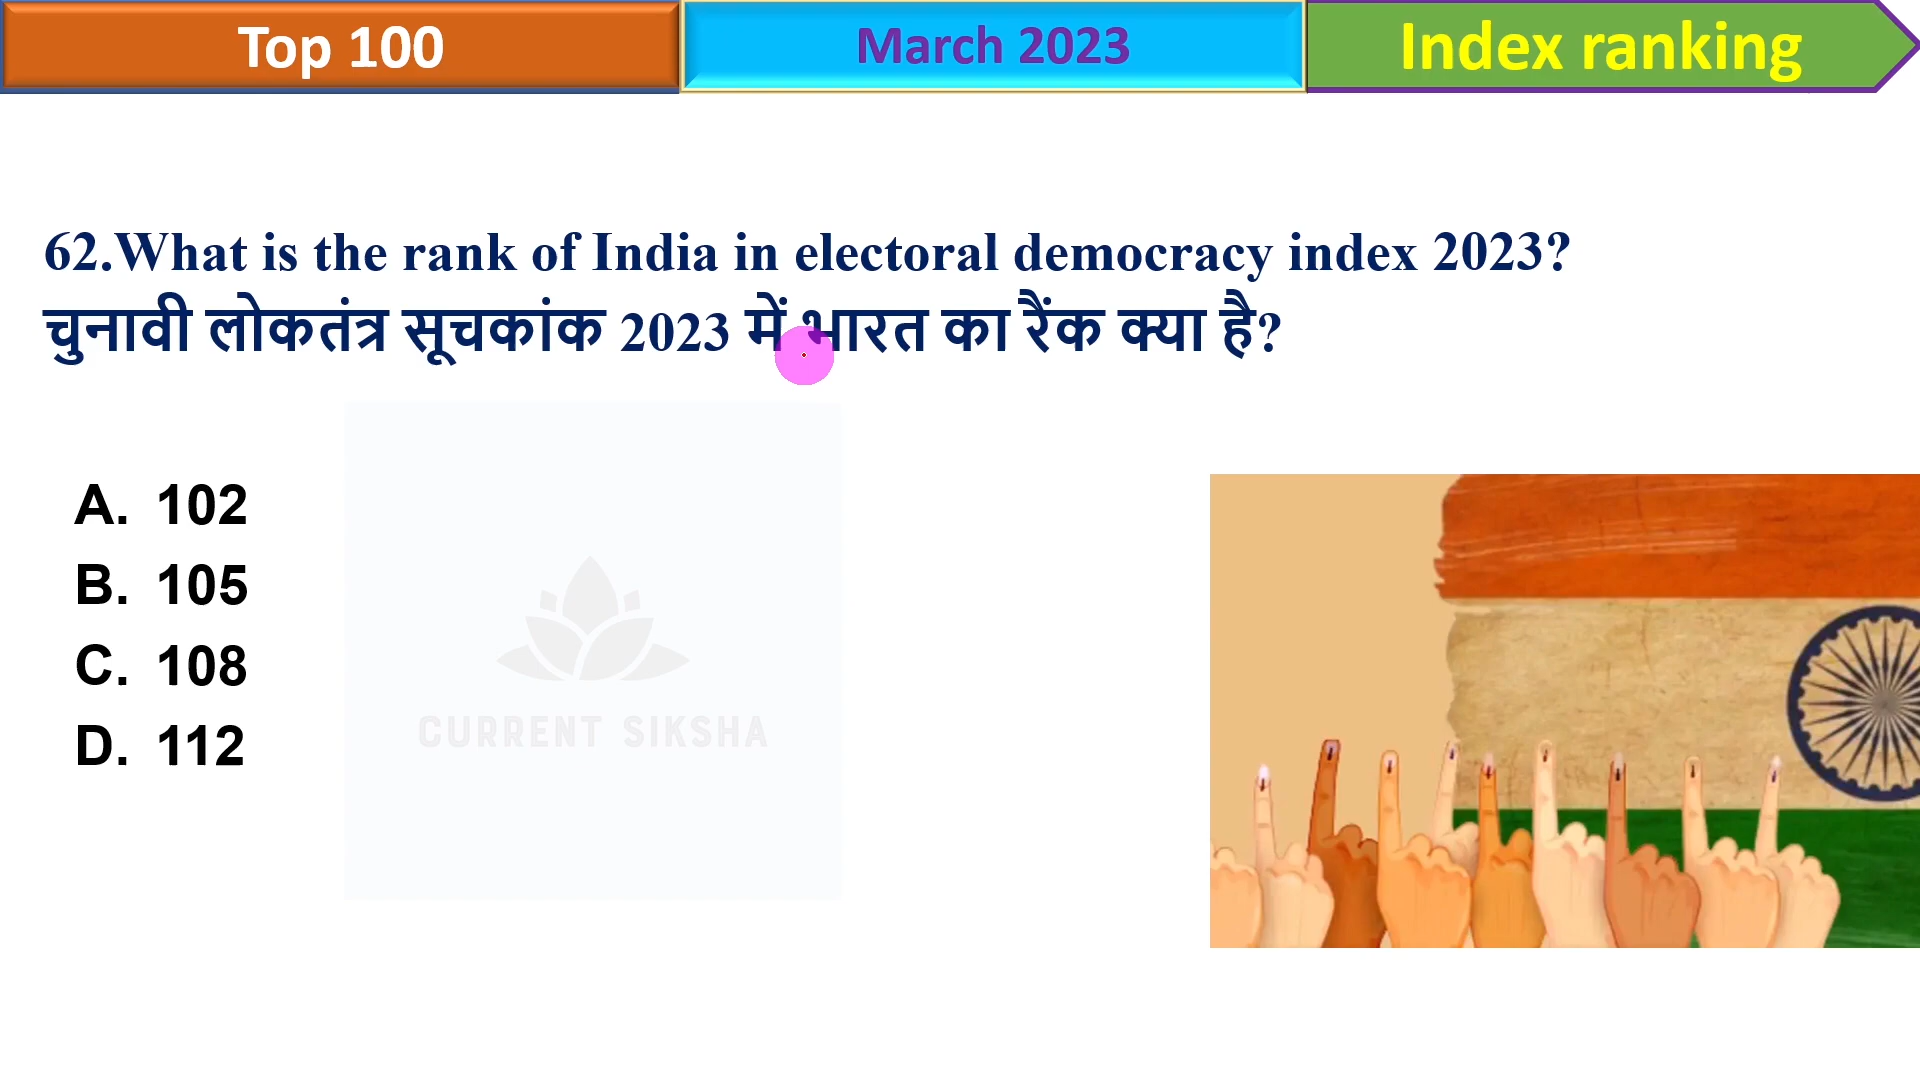 Top 100
March 2023
Index ranking
62.What is the rank of India in electoral democracy index 2023?
चुनावी लोकतंत्र सूचकांक 2023 में भारत का रैंक क्या है?
A. 102
B. 105
C. 108
D. 112
CURRENT SIKSHA